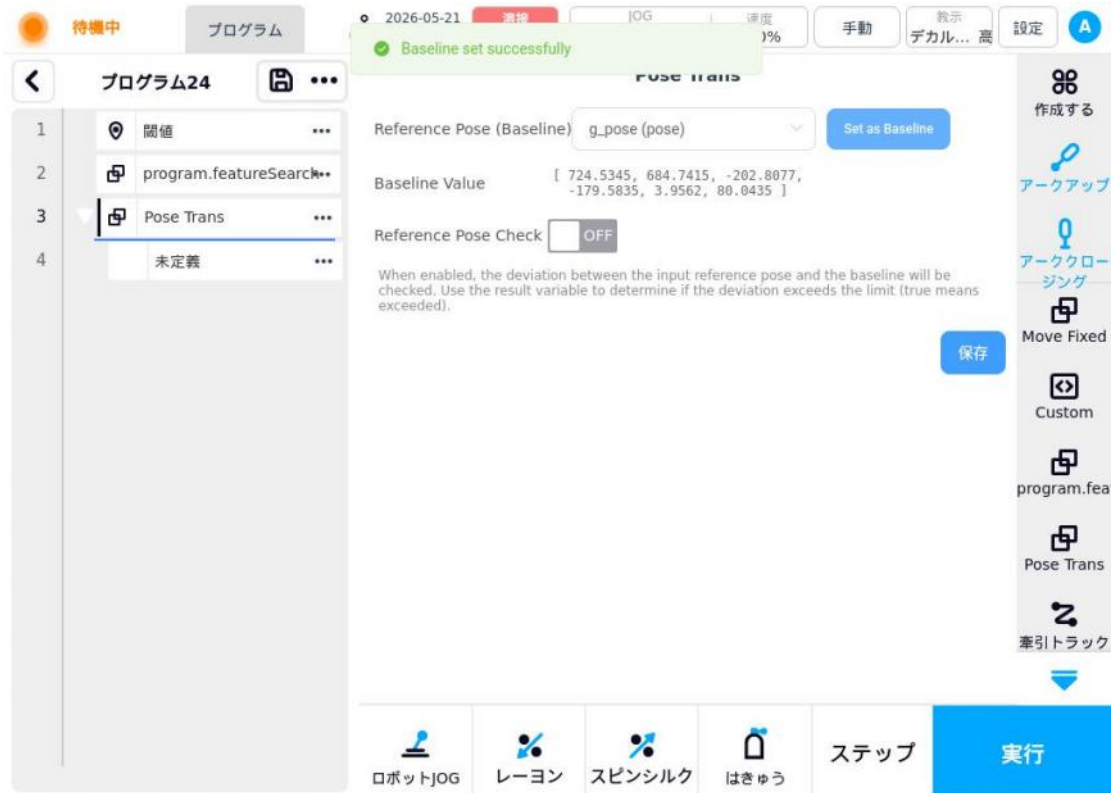 待機中
プログラム
2026-05-21
JOG
速度
0%
手動
教示
デカル... 高
設定
A
Baseline set successfully
プログラム24
Pose Trans
1 閾値
2 program.featureSearch
3 Pose Trans
4 未定義
Reference Pose (Baseline) g_pose (pose) Set as Baseline
Baseline Value [ 724.5345, 684.7415, -202.8077,
-179.5835, 3.9562, 80.0435 ]
Reference Pose Check OFF
When enabled, the deviation between the input reference pose and the baseline will be
checked. Use the result variable to determine if the deviation exceeds the limit (true means
exceeded).
保存
作成する
アークアップ
アーククロー
ジング
Move Fixed
Custom
program.fea
Pose Trans
牽引トラック
ロボットJOG
レーヨン
スピンシルク
はきゅう
ステップ
実行